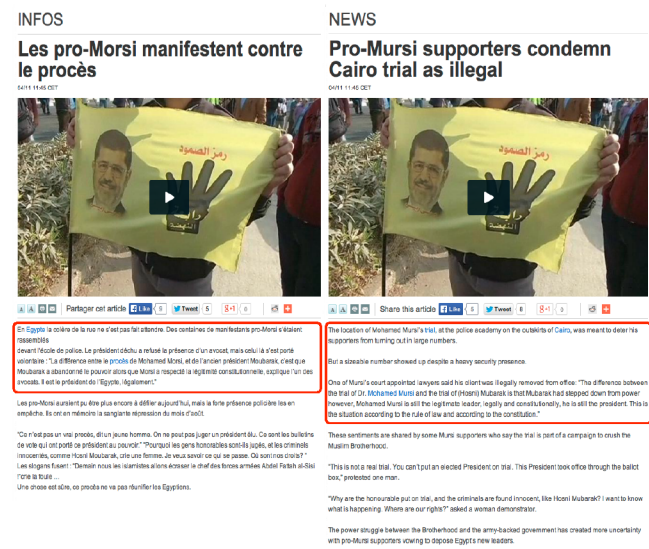 INFOS
Les pro-Morsi manifestent contre
le procès
04/11 11:46 CET
رمز الصمود
Partager cet article Like 5 Tweet 5 g+1 0
En Egypte la colère de la rue ne s'est pas fait attendre. Des centaines de manifestants pro-Morsi s'étaient
rassemblés
devant l'école de police. Le président déchu a refusé la présence d'un avocat, mais celui là s'est porté
volontaire : "La différence entre le procès de Mohamed Morsi, et de l'ancien président Moubarak, c'est que
Moubarak a abandonné le pouvoir alors que Morsi a respecté la légitimité constitutionnelle, explique l'un des
avocats. Il est le président de l'Egypte, légalement."
Les pro-Morsi auraient pu être plus encore à défiler aujourd'hui, mais la forte présence policière les en
empêche. Ils ont en mémoire la sanglante répression du mois d'août.
"Ce n'est pas un vrai procès, dit un jeune homme. On ne peut pas juger un président élu. Ce sont les bulletins
de vote qui ont porté ce président au pouvoir." "Pourquoi les gens honorables sont-ils jugés, et les criminels
innocentés, comme Hosni Moubarak, crie une femme. Je veux savoir ce qui se passe. Où sont nos droits? "
Les slogans fusent : "Demain nous les islamistes allons écraser le chef des forces armées Abdel Fattah al-Sisi
!"crie la foule ...
Une chose est sûre, ce procès ne va pas réunifier les Egyptiens.
NEWS
Pro-Mursi supporters condemn
Cairo trial as illegal
04/11 11:46 CET
رمز الصمود
Share this article Like 6 Tweet 8 g+1 0
The location of Mohamed Mursi's trial, at the police academy on the outskirts of Cairo, was meant to deter his
supporters from turning out in large numbers.
But a sizeable number showed up despite a heavy security presence.
One of Mursi's court appointed lawyers said his client was illegally removed from office: "The difference between
the trial of Dr. Mohamed Mursi and the trial of (Hosni) Mubarak is that Mubarak had stepped down from power
however, Mohamed Mursi is still the legitimate leader, legally and constitutionally, he is still the president. This is
the situation according to the rule of law and according to the constitution."
These sentiments are shared by some Mursi supporters who say the trial is part of a campaign to crush the
Muslim Brotherhood.
"This is not a real trial. You can't put an elected President on trial. This President took office through the ballot
box," protested one man.
"Why are the honourable put on trial, and the criminals are found innocent, like Hosni Mubarak? I want to know
what is happening. Where are our rights?" asked a woman demonstrator.
The power struggle between the Brotherhood and the army-backed government has created more uncertainty
with pro-Mursi supporters vowing to depose Egypt's new leaders.